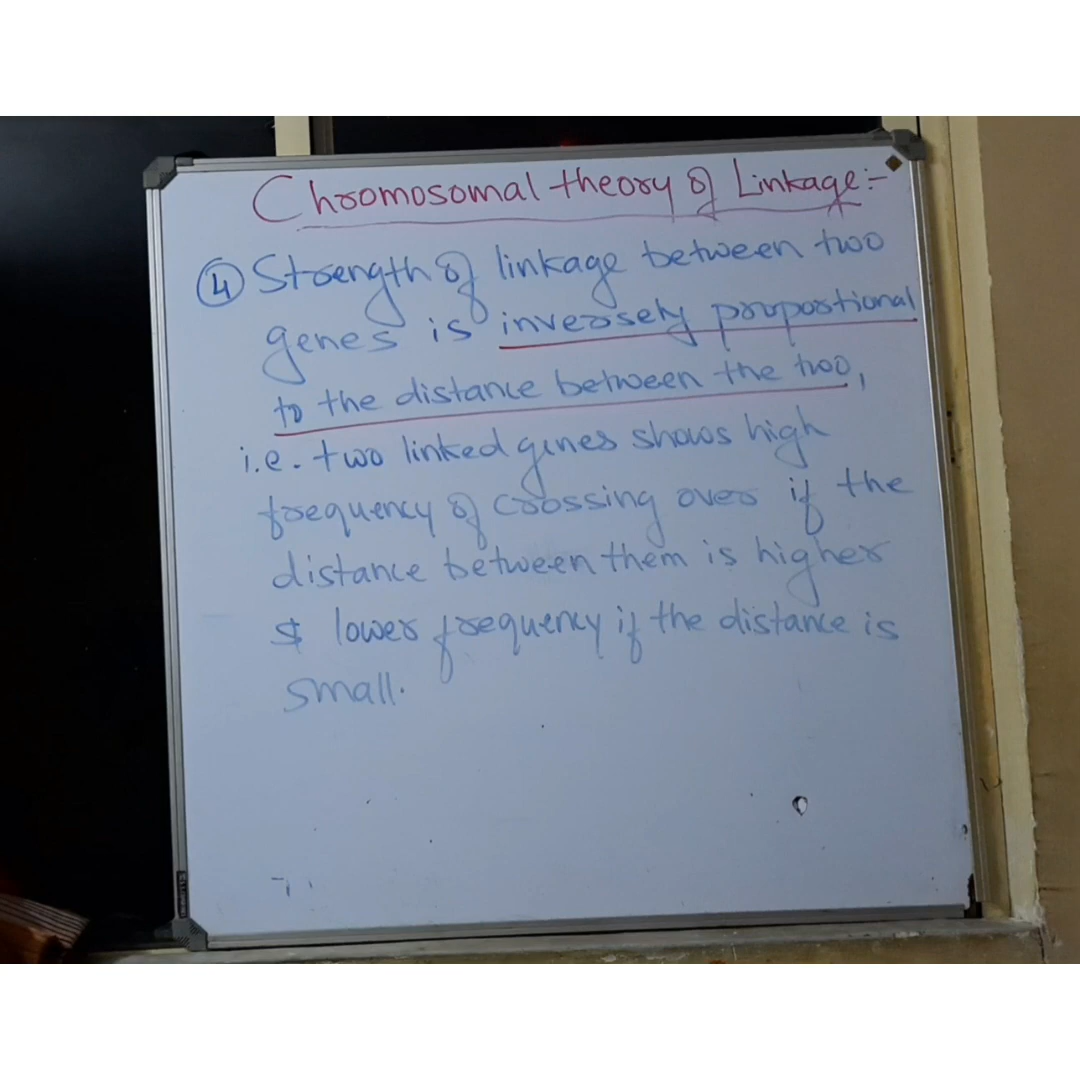 Chromosomal theory of Linkage:-
④ Strength of linkage between two
genes is inversely proportional
to the distance between the two,
i.e. two linked genes shows high
frequency of crossing over if the
distance between them is higher
& lower frequency if the distance is
small.